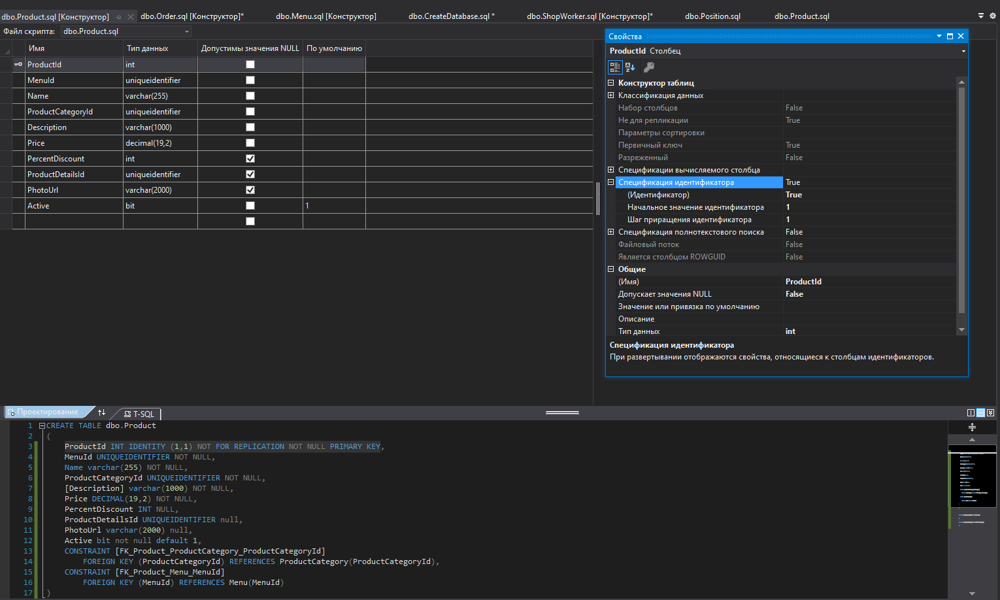 dbo.Product.sql [Конструктор]
dbo.Order.sql [Конструктор]*
dbo.Menu.sql [Конструктор]
dbo.CreateDatabase.sql *
dbo.ShopWorker.sql [Конструктор]*
dbo.Position.sql
dbo.Product.sql
Файл скрипта: dbo.Product.sql
Имя Тип данных Допустимы значения NULL По умолчанию
ProductId int
MenuId uniqueidentifier
Name varchar(255)
ProductCategoryId uniqueidentifier
Description varchar(1000)
Price decimal(19,2)
PercentDiscount int
ProductDetailsId uniqueidentifier
PhotoUrl varchar(2000)
Active bit 1
Свойства
ProductId Столбец
Конструктор таблиц
Классификация данных
Набор столбцов False
Не для репликации True
Параметры сортировки
Первичный ключ True
Разреженный False
Спецификации вычисляемого столбца
Спецификация идентификатора True
(Идентификатор) True
Начальное значение идентификатора 1
Шаг приращения идентификатора 1
Спецификация полнотекстового поиска False
Файловый поток False
Является столбцом ROWGUID False
Общие
(Имя) ProductId
Допускает значения NULL False
Значение или привязка по умолчанию
Описание
Тип данных int
Спецификация идентификатора
При развертывании отображаются свойства, относящиеся к столбцам идентификаторов.
Проектирование T-SQL
1 CREATE TABLE dbo.Product
2 (
3 ProductId INT IDENTITY (1,1) NOT FOR REPLICATION NOT NULL PRIMARY KEY,
4 MenuId UNIQUEIDENTIFIER NOT NULL,
5 Name varchar(255) NOT NULL,
6 ProductCategoryId UNIQUEIDENTIFIER NOT NULL,
7 [Description] varchar(1000) NOT NULL,
8 Price DECIMAL(19,2) NOT NULL,
9 PercentDiscount INT NULL,
10 ProductDetailsId UNIQUEIDENTIFIER null,
11 PhotoUrl varchar(2000) null,
12 Active bit not null default 1,
13 CONSTRAINT [FK_Product_ProductCategory_ProductCategoryId]
14 FOREIGN KEY (ProductCategoryId) REFERENCES ProductCategory(ProductCategoryId),
15 CONSTRAINT [FK_Product_Menu_MenuId]
16 FOREIGN KEY (MenuId) REFERENCES Menu(MenuId)
17 )